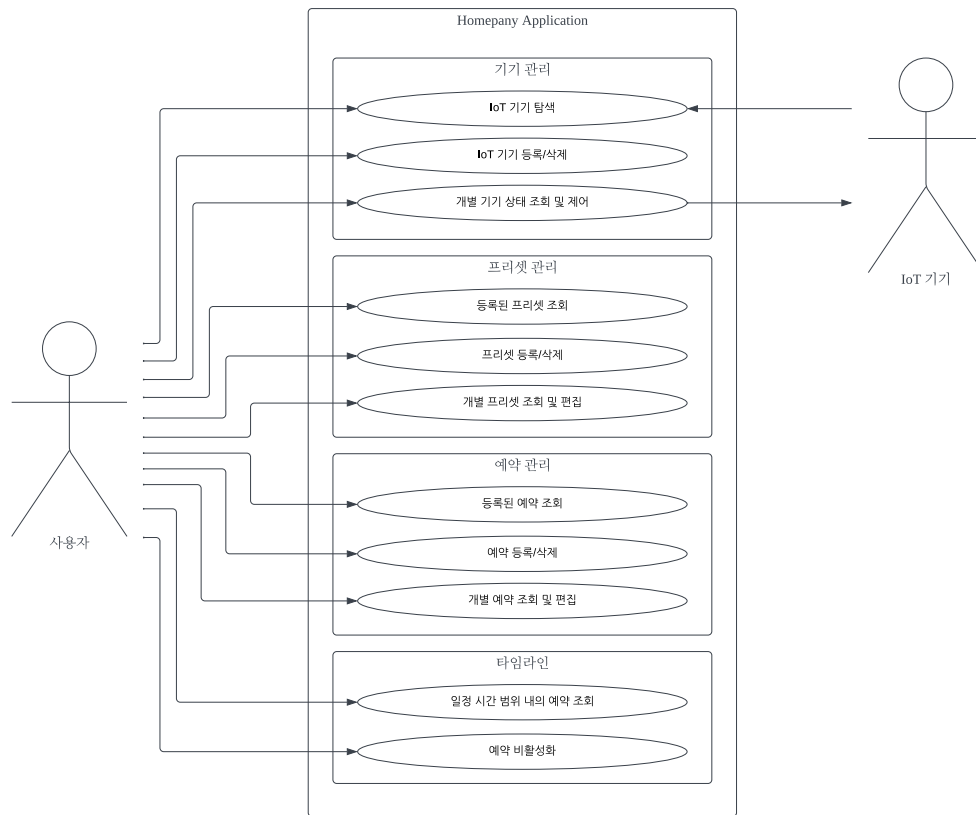 Homepany Application
기기 관리
IoT 기기 탐색
IoT 기기 등록/삭제
개별 기기 상태 조회 및 제어
IoT 기기
프리셋 관리
등록된 프리셋 조회
프리셋 등록/삭제
개별 프리셋 조회 및 편집
사용자
예약 관리
등록된 예약 조회
예약 등록/삭제
개별 예약 조회 및 편집
타임라인
일정 시간 범위 내의 예약 조회
예약 비활성화